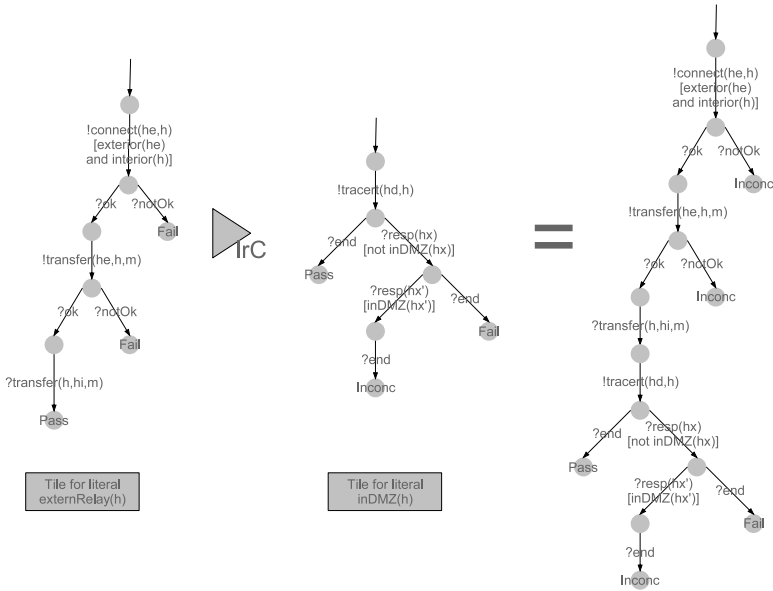 !connect(he,h)
[exterior(he)
and interior(h)]
?ok
?notOk
Fail
!transfer(he,h,m)
?ok
?notOk
Fail
?transfer(h,hi,m)
Pass
Tile for literal
externRelay(h)
IrC
!tracert(hd,h)
?end
?resp(hx)
[not inDMZ(hx)]
Pass
?resp(hx')
[inDMZ(hx')]
?end
Fail
?end
Inconc
Tile for literal
inDMZ(h)
=
!connect(he,h)
[exterior(he)
and interior(h)]
?ok
?notOk
Inconc
!transfer(he,h,m)
?ok
?notOk
Inconc
?transfer(h,hi,m)
!tracert(hd,h)
?end
?resp(hx)
[not inDMZ(hx)]
Pass
?resp(hx')
[inDMZ(hx')]
?end
Fail
?end
Inconc